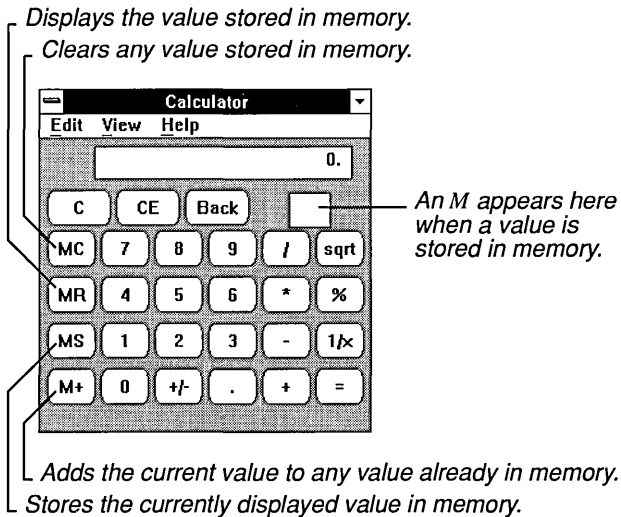 Displays the value stored in memory.
Clears any value stored in memory.
Calculator
Edit View Help
0.
C CE Back
An M appears here
when a value is
stored in memory.
MC 7 8 9 / sqrt
MR 4 5 6 * %
MS 1 2 3 - 1/x
M+ 0 +/- . + =
Adds the current value to any value already in memory.
Stores the currently displayed value in memory.